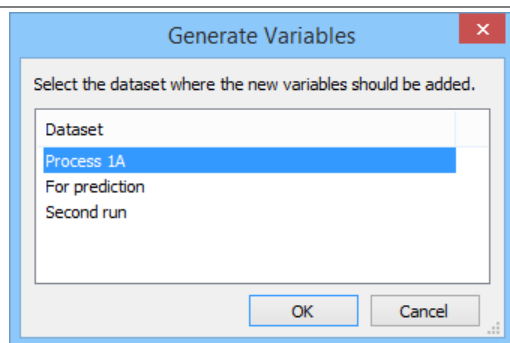 Generate Variables
Select the dataset where the new variables should be added.
Dataset
Process 1A
For prediction
Second run
OK Cancel